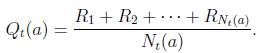 Q_t(a) = \frac{R_1 + R_2 + \cdots + R_{N_t(a)}}{N_t(a)}.